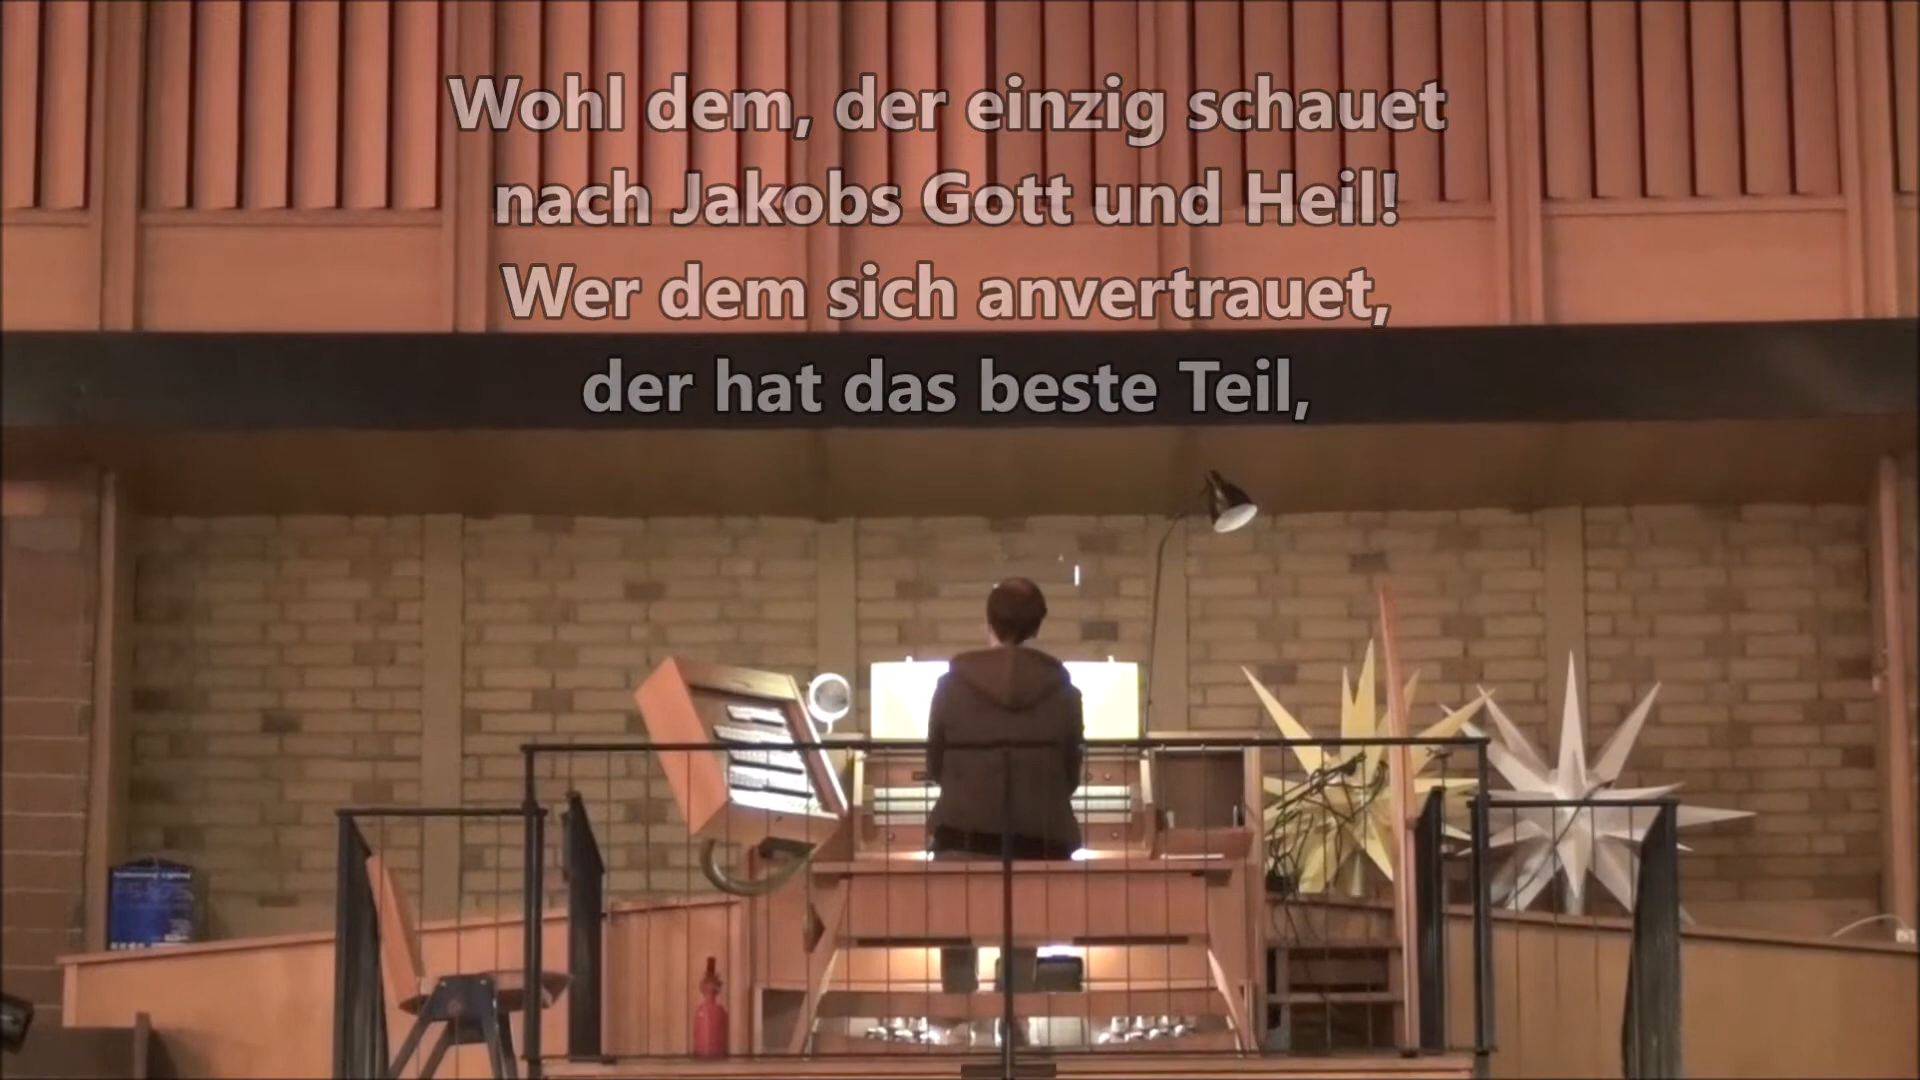 Wohl dem, der einzig schauet
nach Jakobs Gott und Heil!
Wer dem sich anvertrauet,
der hat das beste Teil,